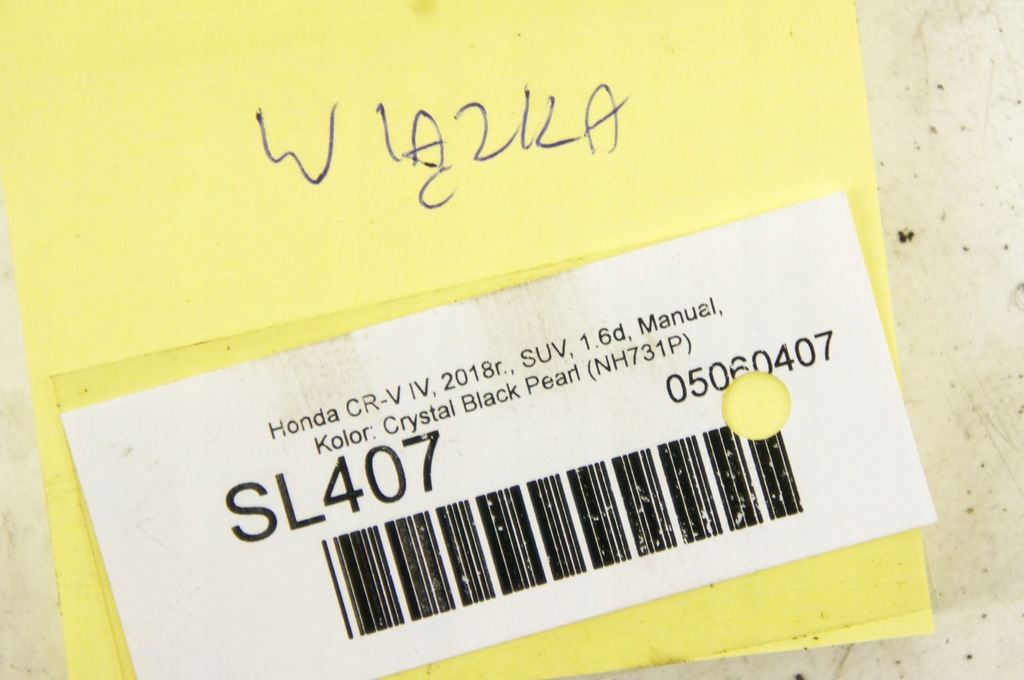 WIĄZKA
Honda CR-V IV, 2018r., SUV, 1.6d, Manual,
Kolor: Crystal Black Pearl (NH731P)
SL407
05060407